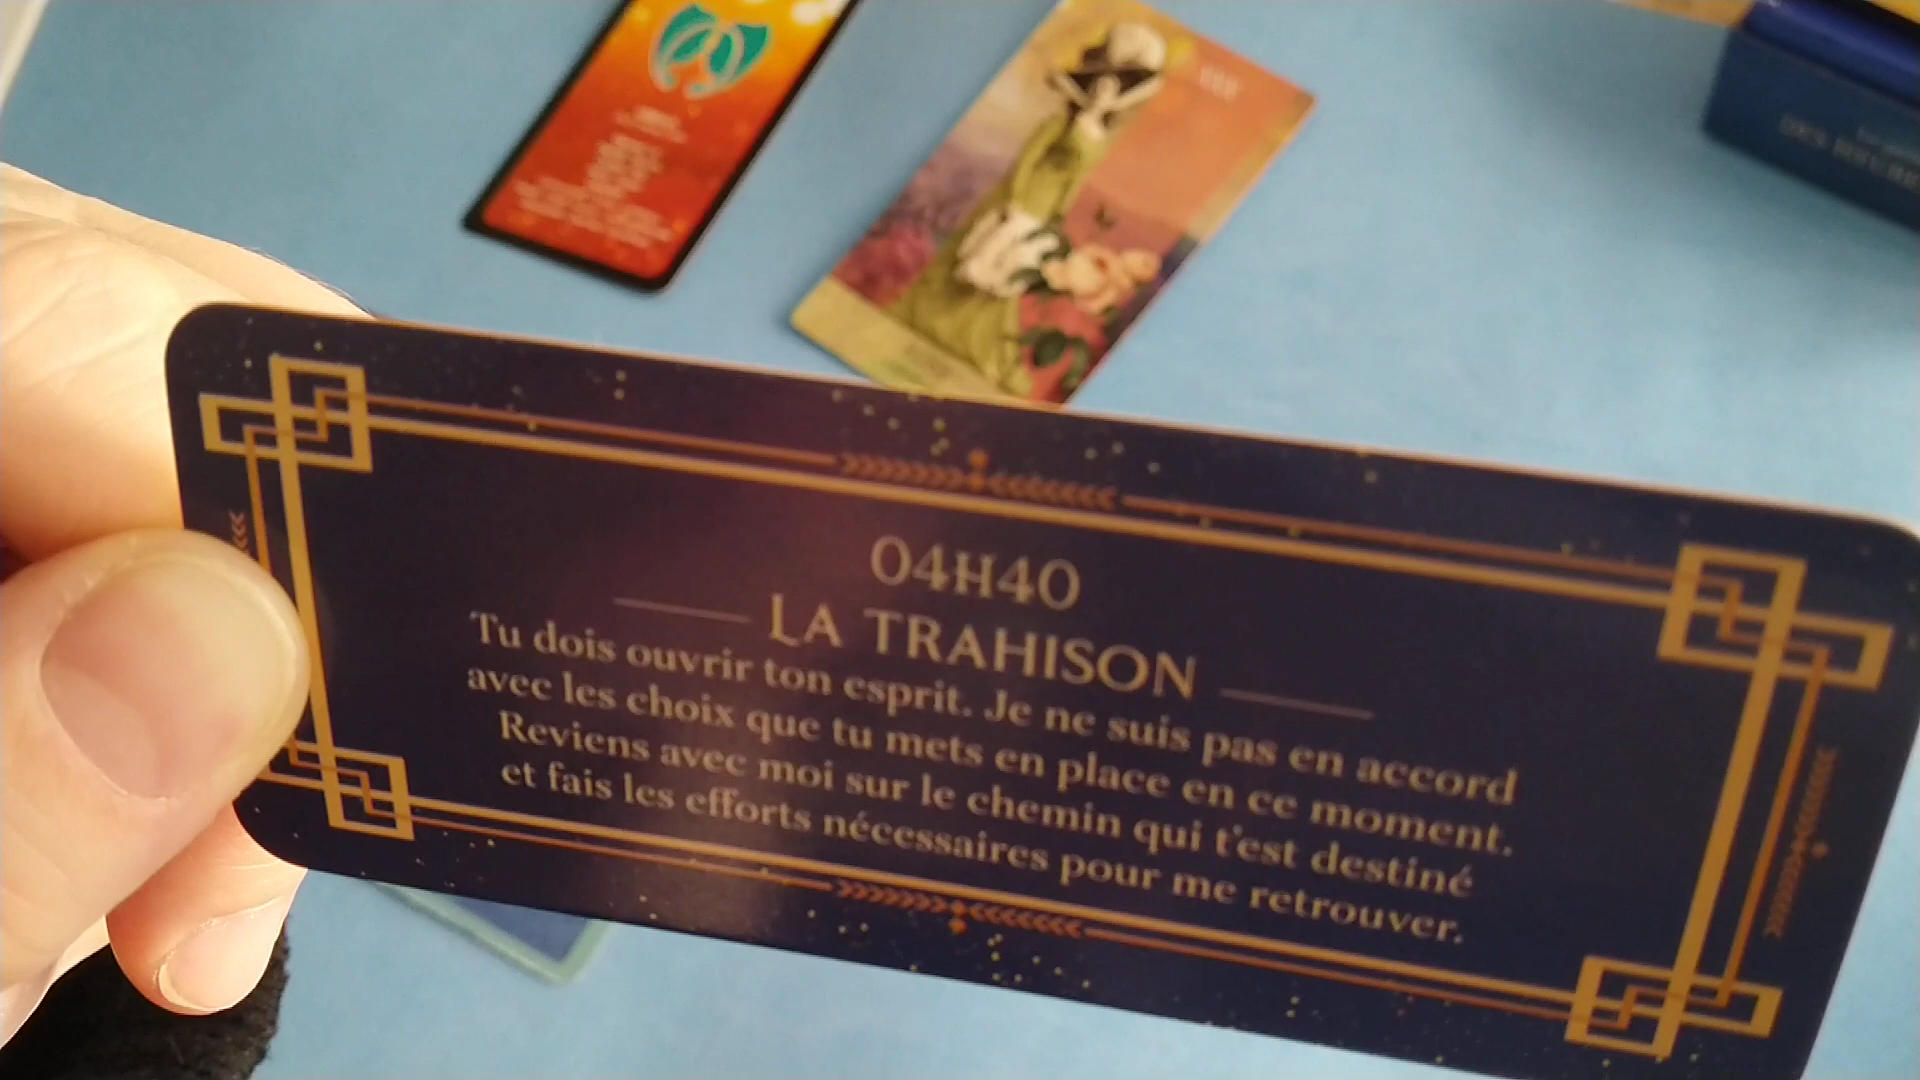 04H40
LA TRAHISON
Tu dois ouvrir ton esprit. Je ne suis pas en accord
avec les choix que tu mets en place en ce moment.
Reviens avec moi sur le chemin qui t'est destiné
et fais les efforts nécessaires pour me retrouver.